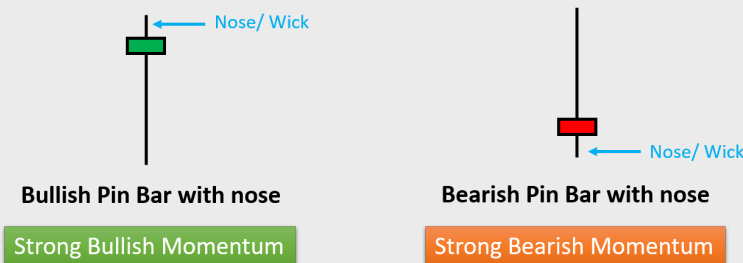 Nose/ Wick
Nose/ Wick
Bullish Pin Bar with nose
Bearish Pin Bar with nose
Strong Bullish Momentum
Strong Bearish Momentum